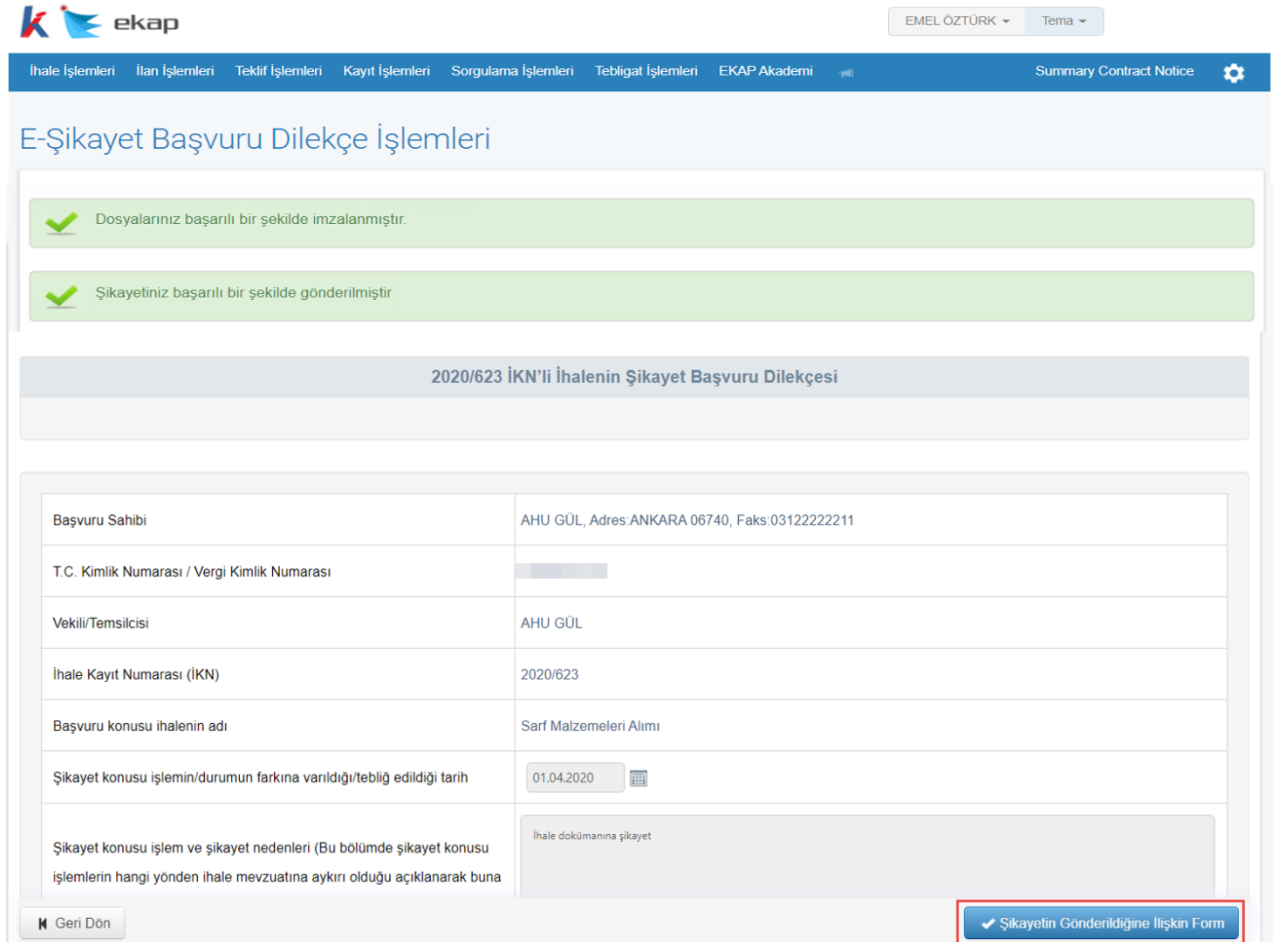 ekap
EMEL ÖZTÜRK Tema
İhale İşlemleri İlan İşlemleri Teklif İşlemleri Kayıt İşlemleri Sorgulama İşlemleri Tebligat İşlemleri EKAP Akademi Summary Contract Notice
E-Şikayet Başvuru Dilekçe İşlemleri
Dosyalarınız başarılı bir şekilde imzalanmıştır.
Şikayetiniz başarılı bir şekilde gönderilmiştir
2020/623 İKN'li İhalenin Şikayet Başvuru Dilekçesi
Başvuru Sahibi AHU GÜL, Adres:ANKARA 06740, Faks:03122222211
T.C. Kimlik Numarası / Vergi Kimlik Numarası
Vekili/Temsilcisi AHU GÜL
İhale Kayıt Numarası (İKN) 2020/623
Başvuru konusu ihalenin adı Sarf Malzemeleri Alımı
Şikayet konusu işlemin/durumun farkına varıldığı/tebliğ edildiği tarih 01.04.2020
İhale dokümanına şikayet
Şikayet konusu işlem ve şikayet nedenleri (Bu bölümde şikayet konusu
işlemlerin hangi yönden ihale mevzuatına aykırı olduğu açıklanarak buna
Geri Dön Şikayetin Gönderildiğine İlişkin Form